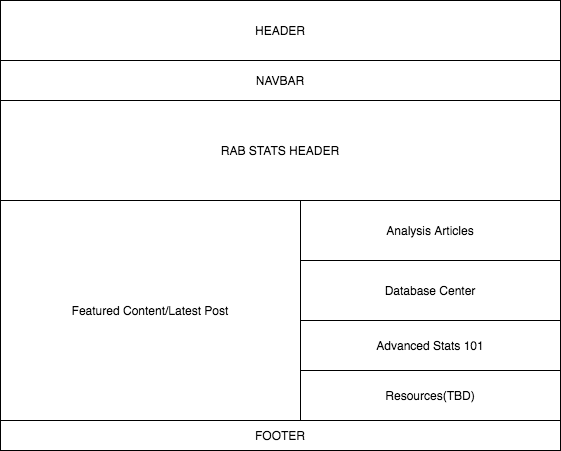 HEADER
NAVBAR
RAB STATS HEADER
Featured Content/Latest Post
Analysis Articles
Database Center
Advanced Stats 101
Resources(TBD)
FOOTER